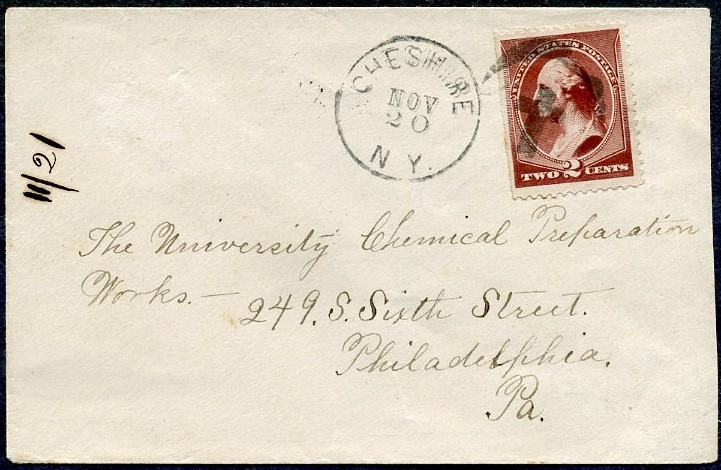 CHESHIRE
NOV
20
N Y.
UNITED STATES POSTAGE
TWO 2 CENTS
11/21
The University Chemical Preparation
Works. — 249. S. Sixth Street.
Philadelphia.
Pa.